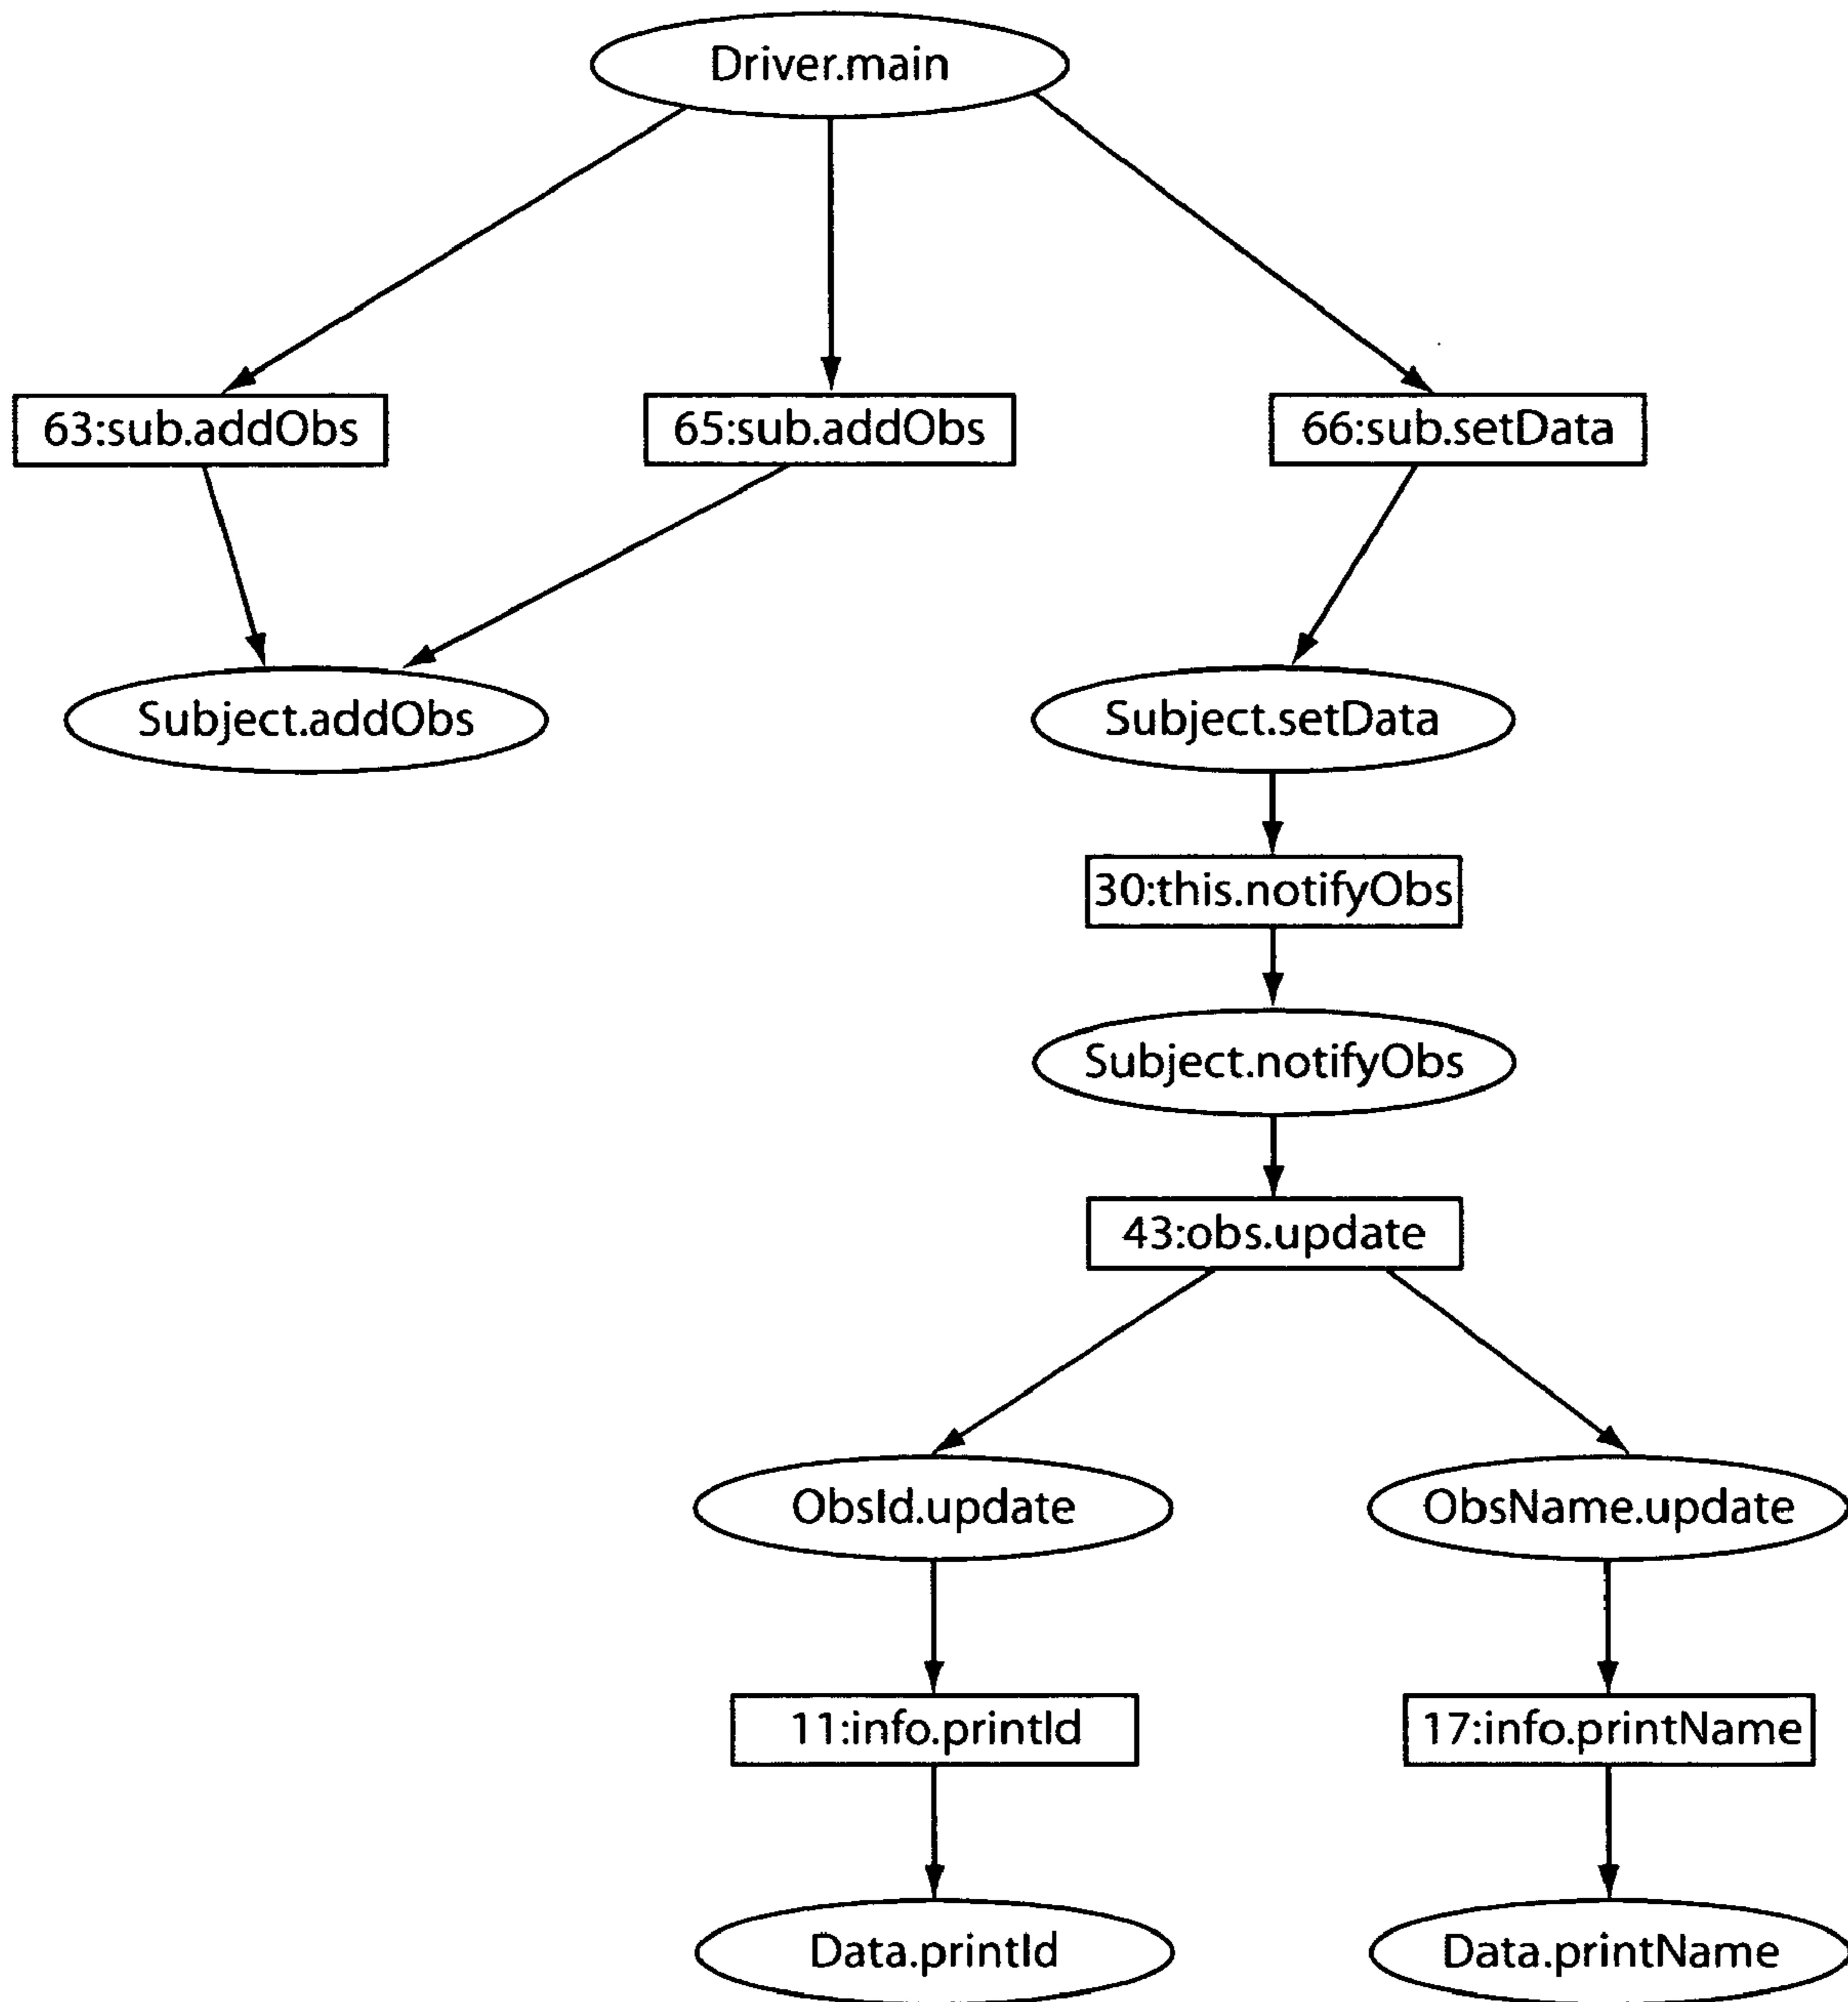 Driver.main
63:sub.addObs
65:sub.addObs
66:sub.setData
Subject.addObs
Subject.setData
30:this.notifyObs
Subject.notifyObs
43:obs.update
ObsId.update
ObsName.update
11:info.printId
17:info.printName
Data.printId
Data.printName